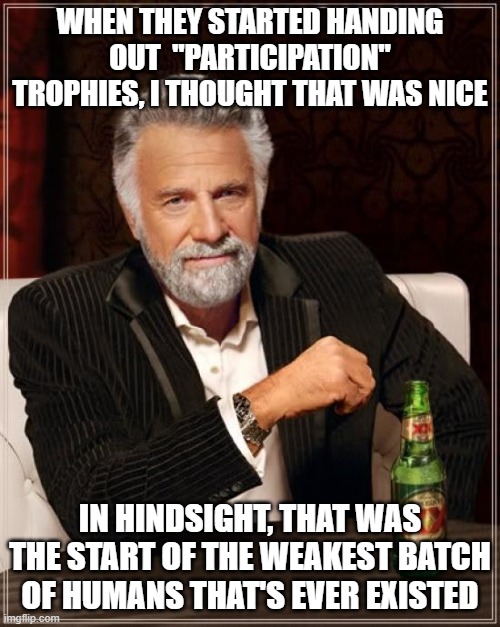 WHEN THEY STARTED HANDING
OUT "PARTICIPATION"
TROPHIES, I THOUGHT THAT WAS NICE
XX
IN HINDSIGHT, THAT WAS
THE START OF THE WEAKEST BATCH
OF HUMANS THAT'S EVER EXISTED
imgflip.com